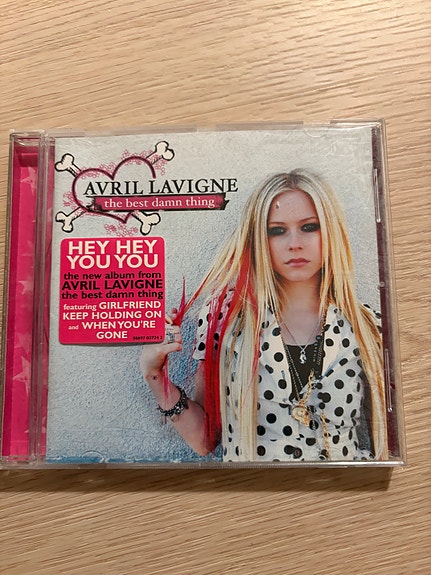 AVRIL LAVIGNE
the best damn thing
HEY HEY
YOU YOU
the new album from
AVRIL LAVIGNE
the best damn thing
featuring GIRLFRIEND
KEEP HOLDING ON
and WHEN YOU'RE
GONE